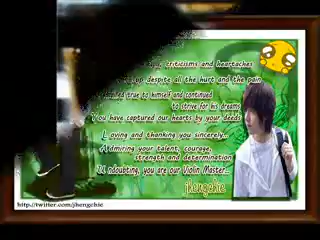 criticisms and heartaches
despite all the hurt and the pain
true to himself and continued
to strive for his dreams
You have captured our hearts by your deeds
Loving and thanking you sincerely...
Admiring your talent, courage,
strength and determination
Undoubting, you are our Violin Master...
jhengchie
http://twitter.com/jhengchie